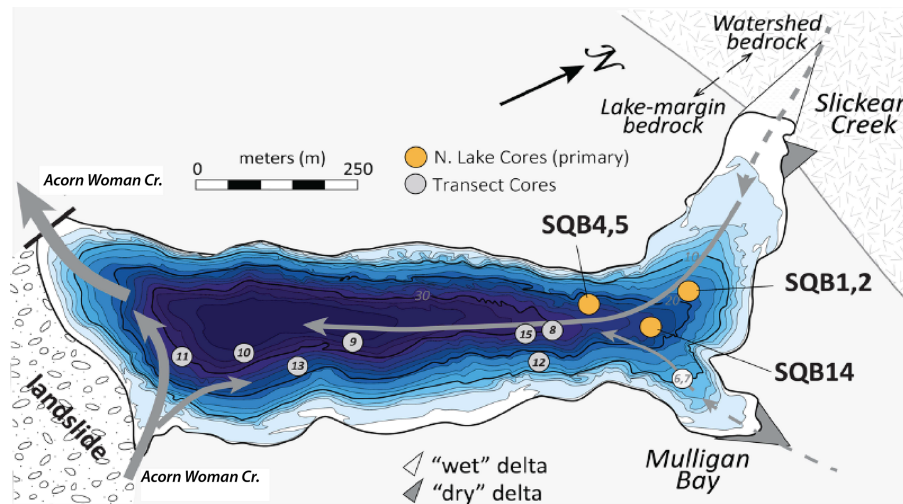 Watershed
bedrock
N
Lake-margin
bedrock
Slickear
Creek
meters (m)
0 250
N. Lake Cores (primary)
Transect Cores
Acorn Woman Cr.
SQB4,5
10
SQB1,2
20
30
15 8
9
11 10
13
12
SQB14
6,7
landslide
Acorn Woman Cr.
Mulligan
Bay
"wet" delta
"dry" delta